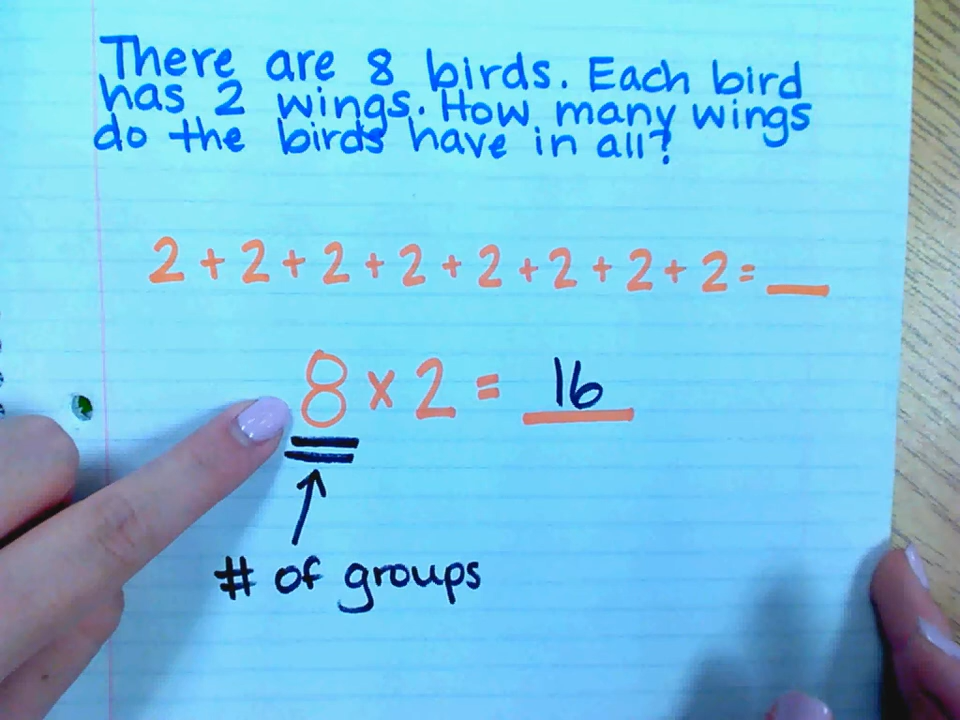 There are 8 birds. Each bird
has 2 wings. How many wings
do the birds have in all?
2 + 2 + 2 + 2 + 2 + 2 + 2 + 2 = __
8 x 2 = 16
# of groups